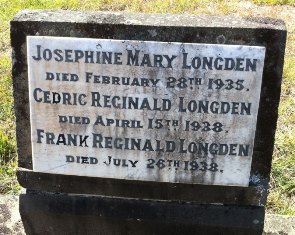 JOSEPHINE MARY LONGDEN
DIED FEBRUARY 28TH 1935.
CEDRIC REGINALD LONGDEN
DIED APRIL 15TH 1938.
FRANK REGINALD LONGDEN
DIED JULY 26TH 1938.